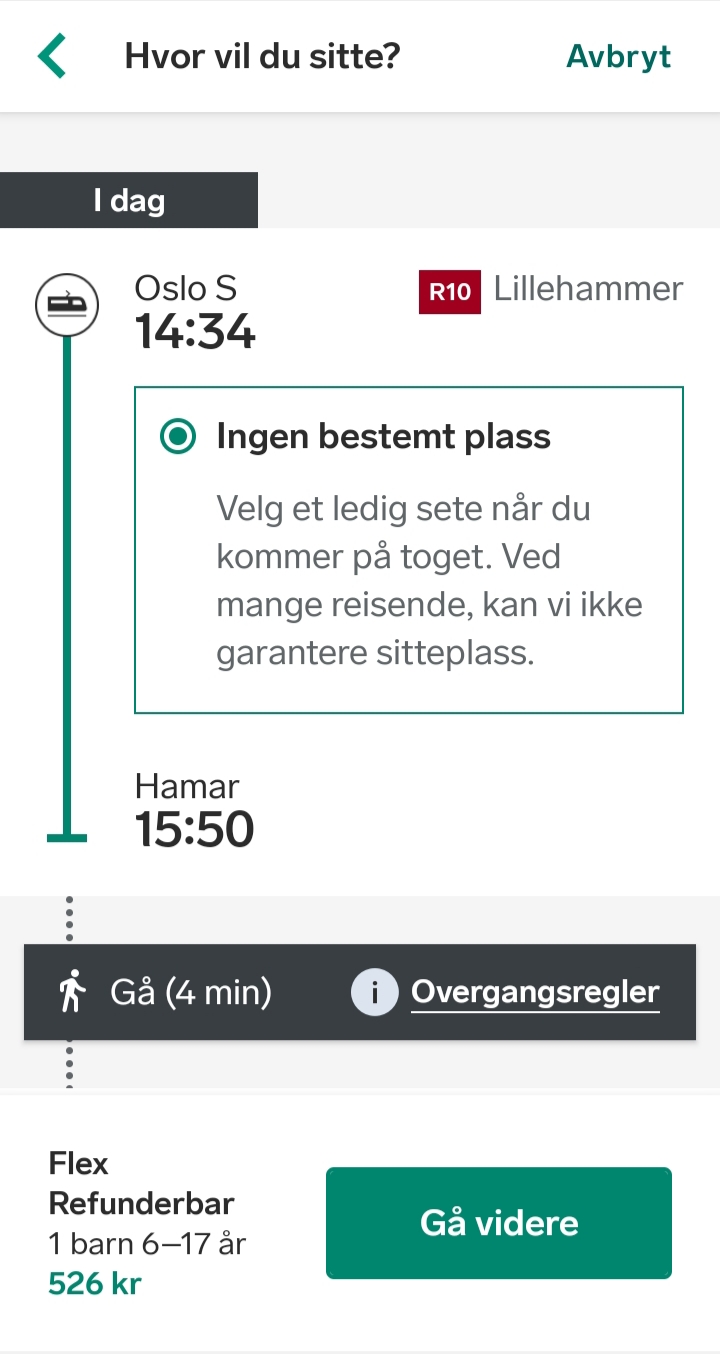 Hvor vil du sitte?
Avbryt
I dag
Oslo S
R10 Lillehammer
14:34
Ingen bestemt plass
Velg et ledig sete når du
kommer på toget. Ved
mange reisende, kan vi ikke
garantere sitteplass.
Hamar
15:50
Gå (4 min)
i Overgangsregler
Flex
Refunderbar
1 barn 6–17 år
526 kr
Gå videre